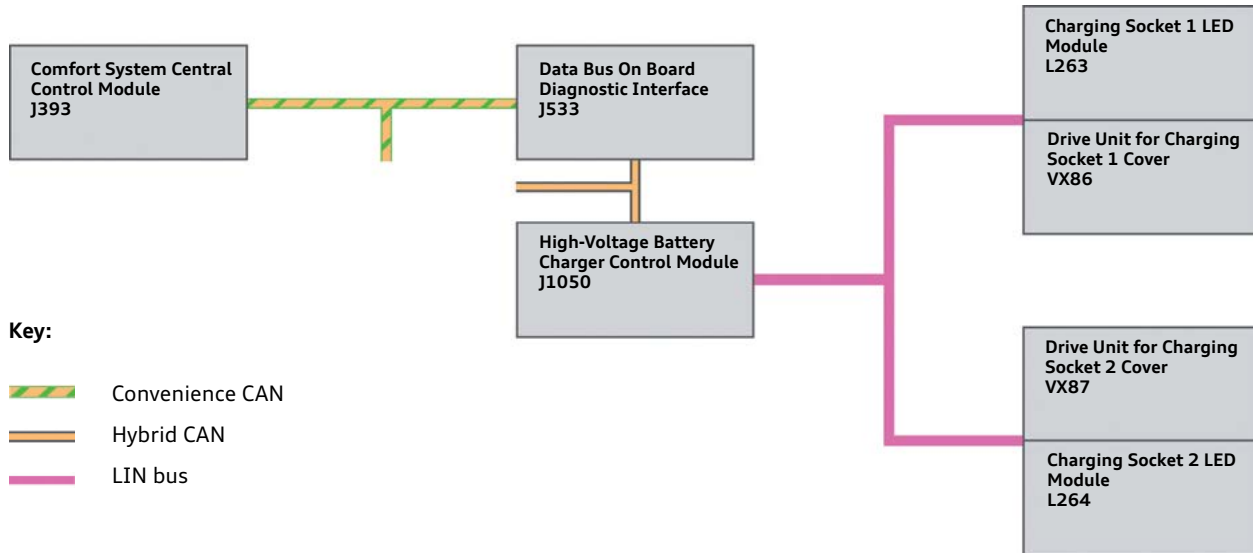 Comfort System Central
Control Module
J393
Data Bus On Board
Diagnostic Interface
J533
High-Voltage Battery
Charger Control Module
J1050
Charging Socket 1 LED
Module
L263
Drive Unit for Charging
Socket 1 Cover
VX86
Drive Unit for Charging
Socket 2 Cover
VX87
Charging Socket 2 LED
Module
L264
Key:
Convenience CAN
Hybrid CAN
LIN bus